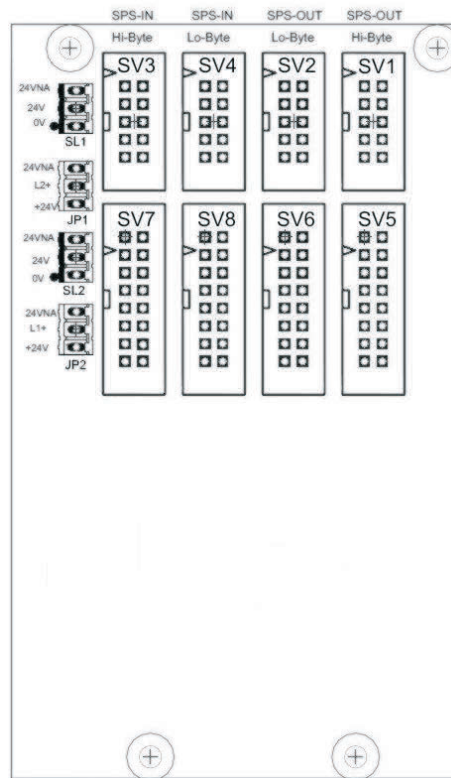 SPS-IN SPS-IN SPS-OUT SPS-OUT
Hi-Byte Lo-Byte Lo-Byte Hi-Byte
SV3 SV4 SV2 SV1
24VNA
24V
0V
SL1
24VNA
L2+
+24V
JP1
SV7 SV8 SV6 SV5
24VNA
24V
0V
SL2
24VNA
L1+
+24V
JP2